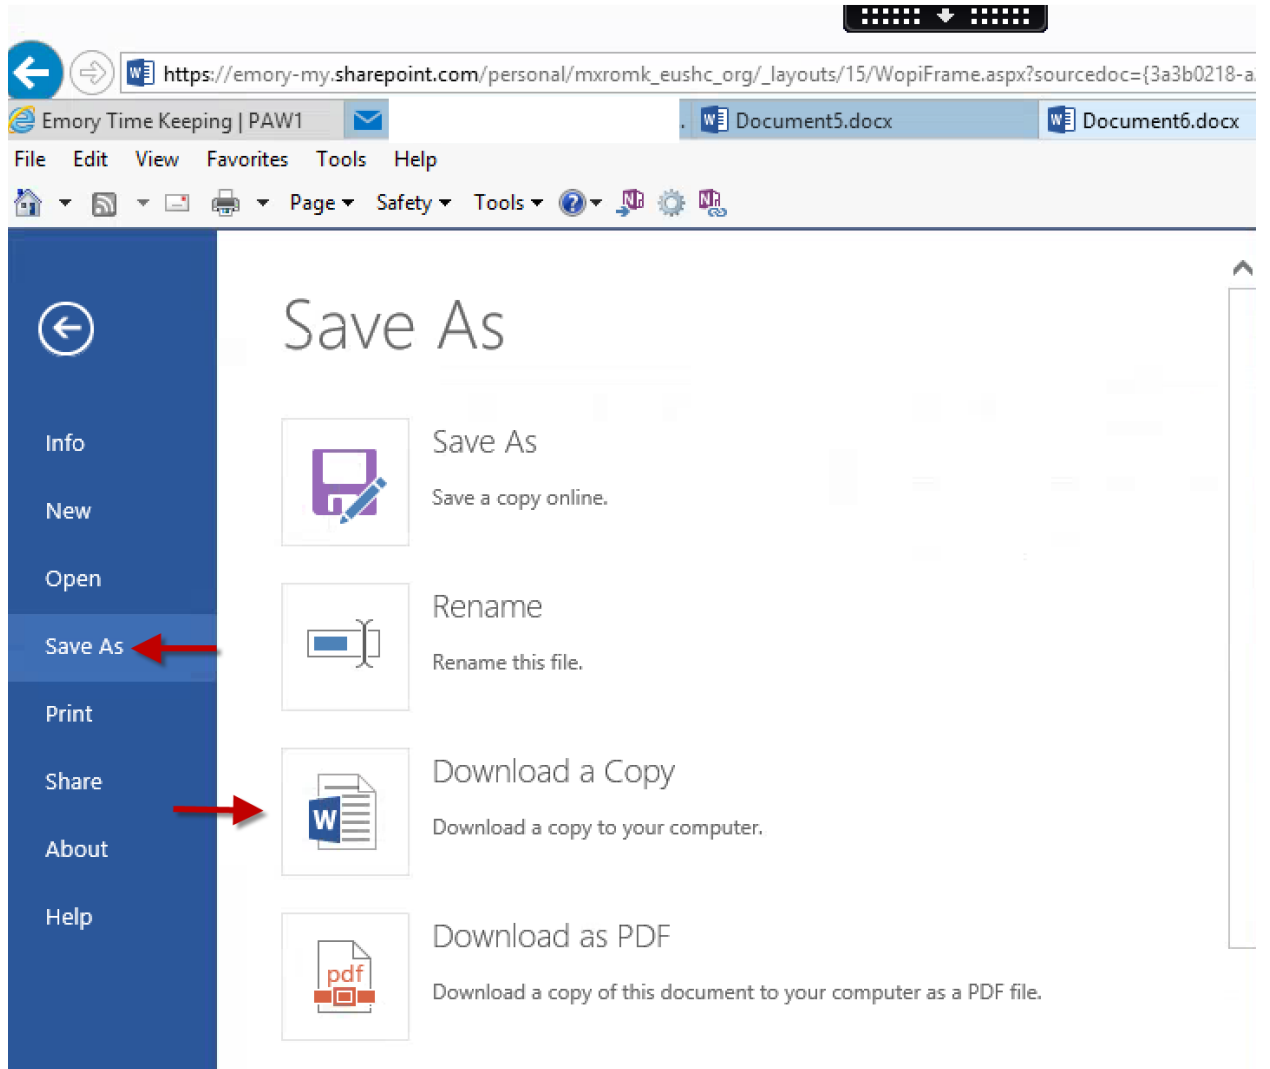 https://emory-my.sharepoint.com/personal/mxromk_eushc_org/_layouts/15/WopiFrame.aspx?sourcedoc={3a3b0218-a
Emory Time Keeping | PAW1
. Document5.docx
Document6.docx
File Edit View Favorites Tools Help
Page Safety Tools
Save As
Info
New
Open
Save As
Print
Share
About
Help
Save As
Save a copy online.
Rename
Rename this file.
Download a Copy
Download a copy to your computer.
Download as PDF
pdf
Download a copy of this document to your computer as a PDF file.